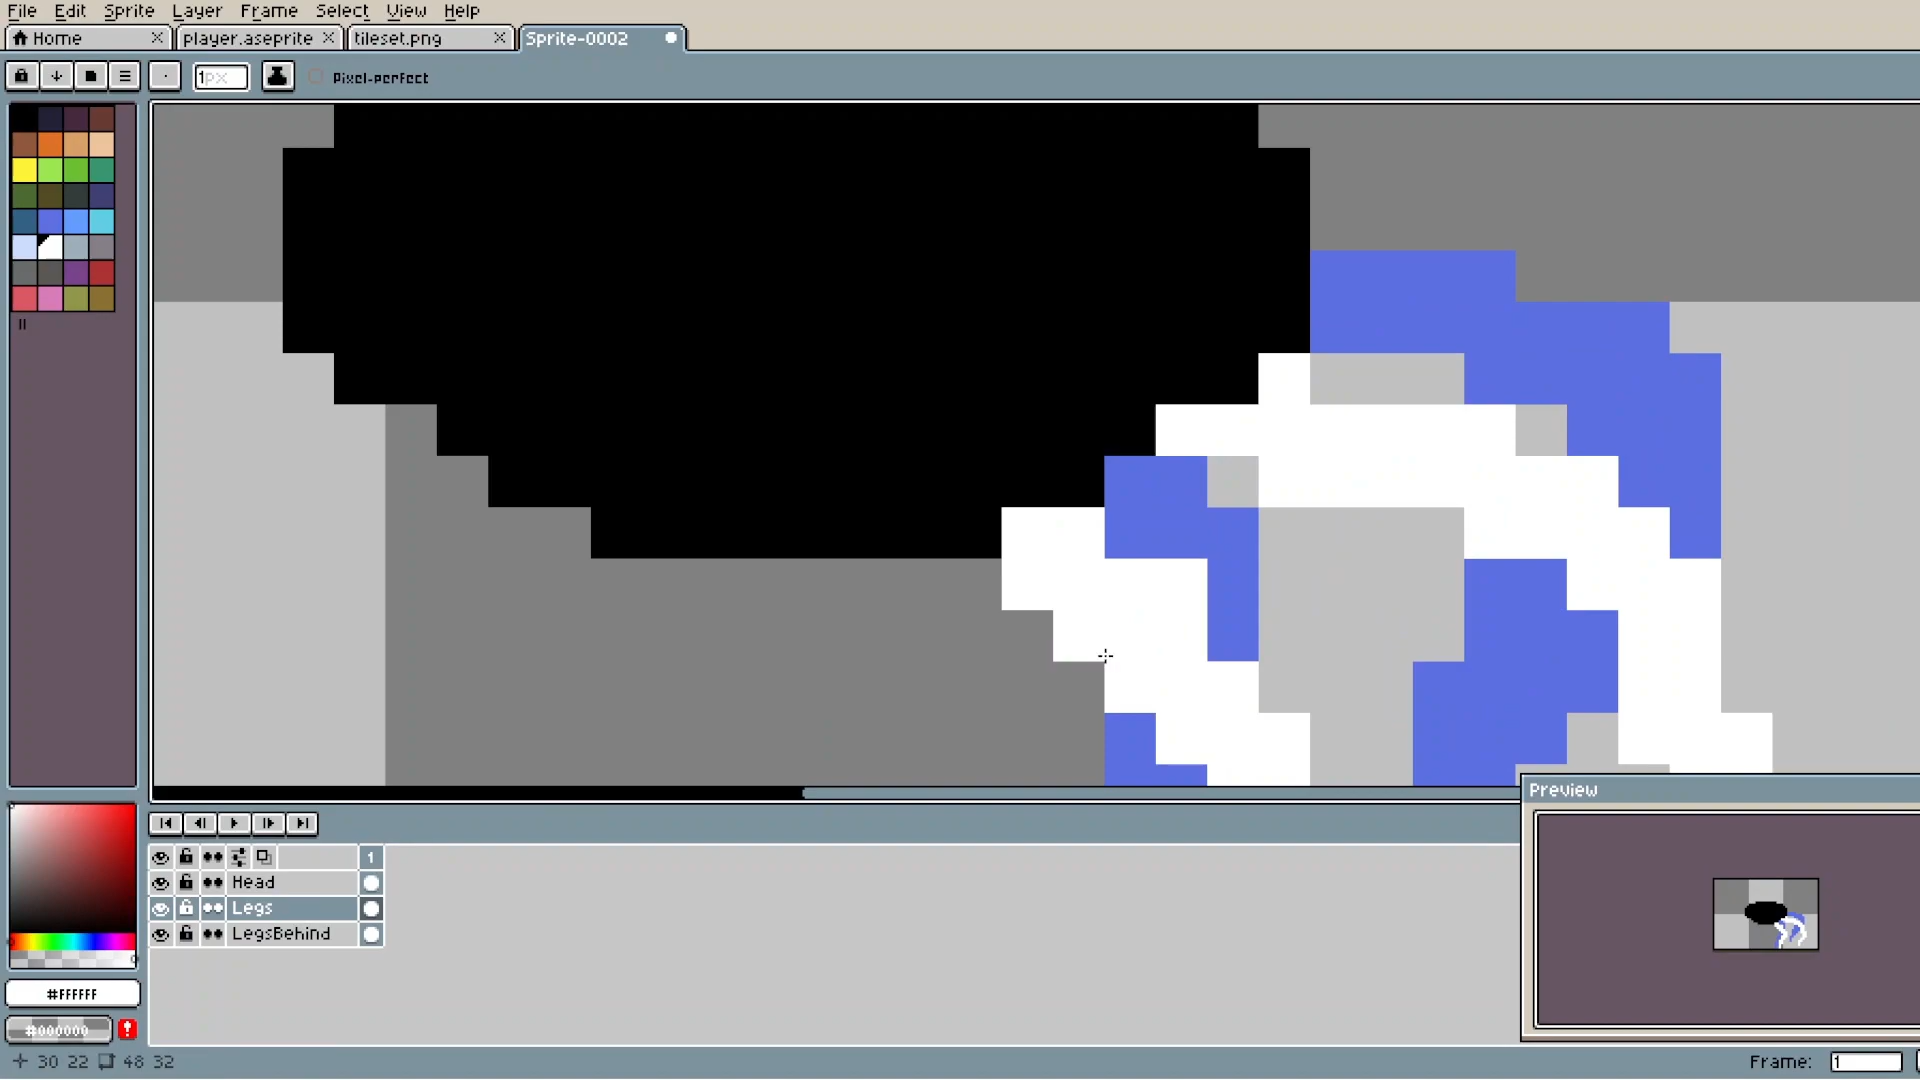 File Edit Sprite Layer Frame Select View Help
Home player.aseprite tileset.png Sprite-0002
1px Pixel-perfect
1
Head
Legs
LegsBehind
Preview
#FFFFFF
#000000
30 22 48 32
Frame: 1